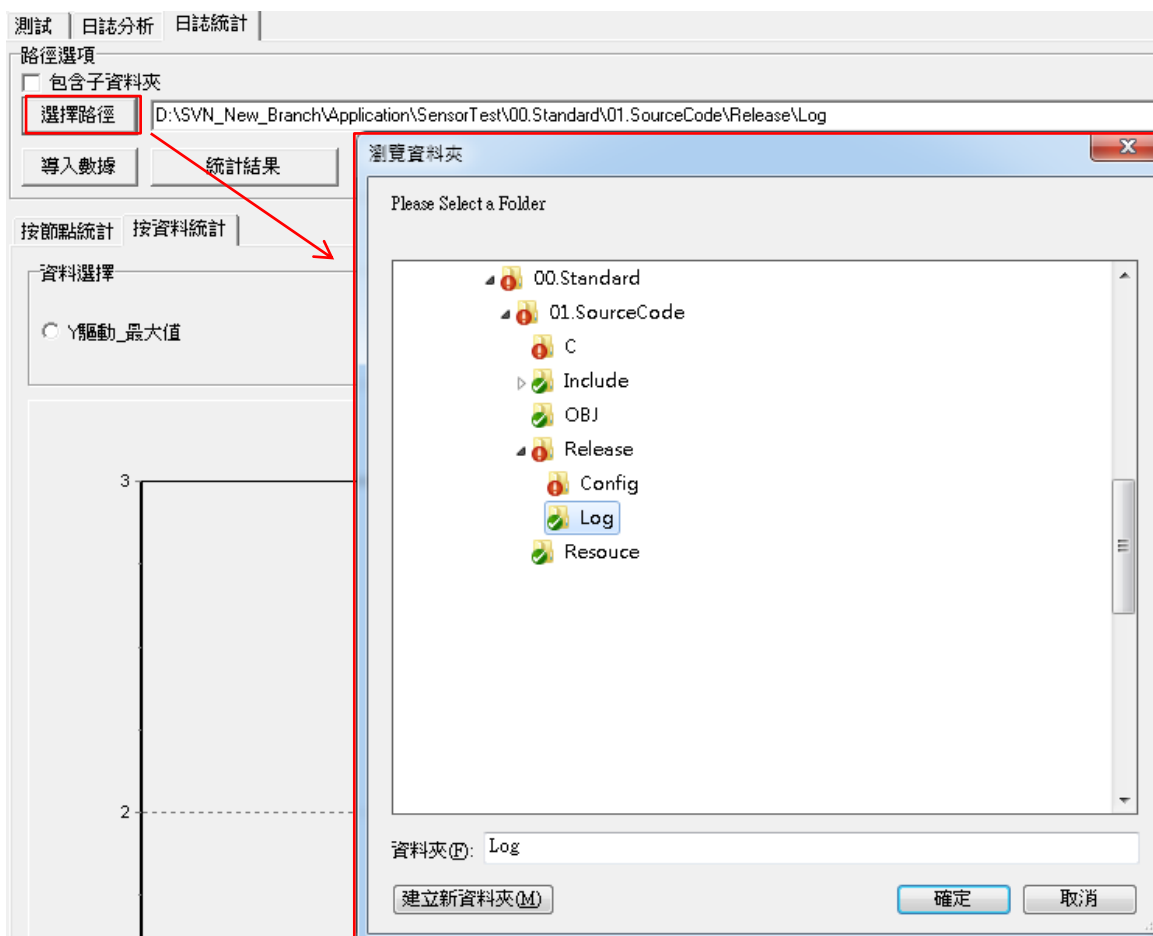 測試 日誌分析 日誌統計
路徑選項
包含子資料夾
選擇路徑 D:\SVN_New_Branch\Application\SensorTest\00.Standard\01.SourceCode\Release\Log
導入數據 統計結果
按節點統計 按資料統計
資料選擇
Y驅動_最大值
3
2
瀏覽資料夾
Please Select a Folder
00.Standard
01.SourceCode
C
Include
OBJ
Release
Config
Log
Resouce
資料夾(F): Log
建立新資料夾(M) 確定 取消